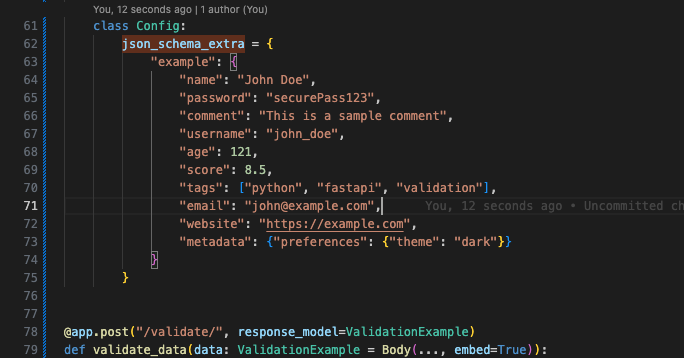 You, 12 seconds ago | 1 author (You)
61 class Config:
62 json_schema_extra = {
63 "example": {
64 "name": "John Doe",
65 "password": "securePass123",
66 "comment": "This is a sample comment",
67 "username": "john_doe",
68 "age": 121,
69 "score": 8.5,
70 "tags": ["python", "fastapi", "validation"],
71 "email": "john@example.com", You, 12 seconds ago • Uncommitted ch
72 "website": "https://example.com",
73 "metadata": {"preferences": {"theme": "dark"}}
74 }
75 }
76
77
78 @app.post("/validate/", response_model=ValidationExample)
79 def validate_data(data: ValidationExample = Body(..., embed=True)):